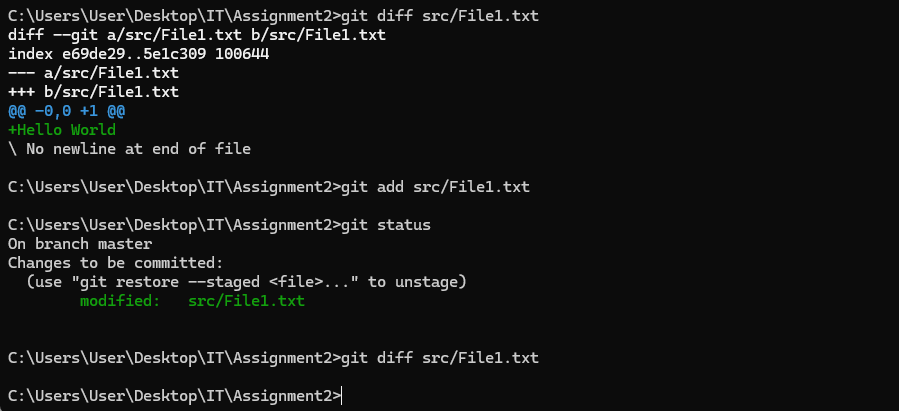 C:\Users\User\Desktop\IT\Assignment2>git diff src/File1.txt
diff --git a/src/File1.txt b/src/File1.txt
index e69de29..5e1c309 100644
--- a/src/File1.txt
+++ b/src/File1.txt
@@ -0,0 +1 @@
+Hello World
\ No newline at end of file
C:\Users\User\Desktop\IT\Assignment2>git add src/File1.txt
C:\Users\User\Desktop\IT\Assignment2>git status
On branch master
Changes to be committed:
  (use "git restore --staged <file>..." to unstage)
        modified:   src/File1.txt
C:\Users\User\Desktop\IT\Assignment2>git diff src/File1.txt
C:\Users\User\Desktop\IT\Assignment2>